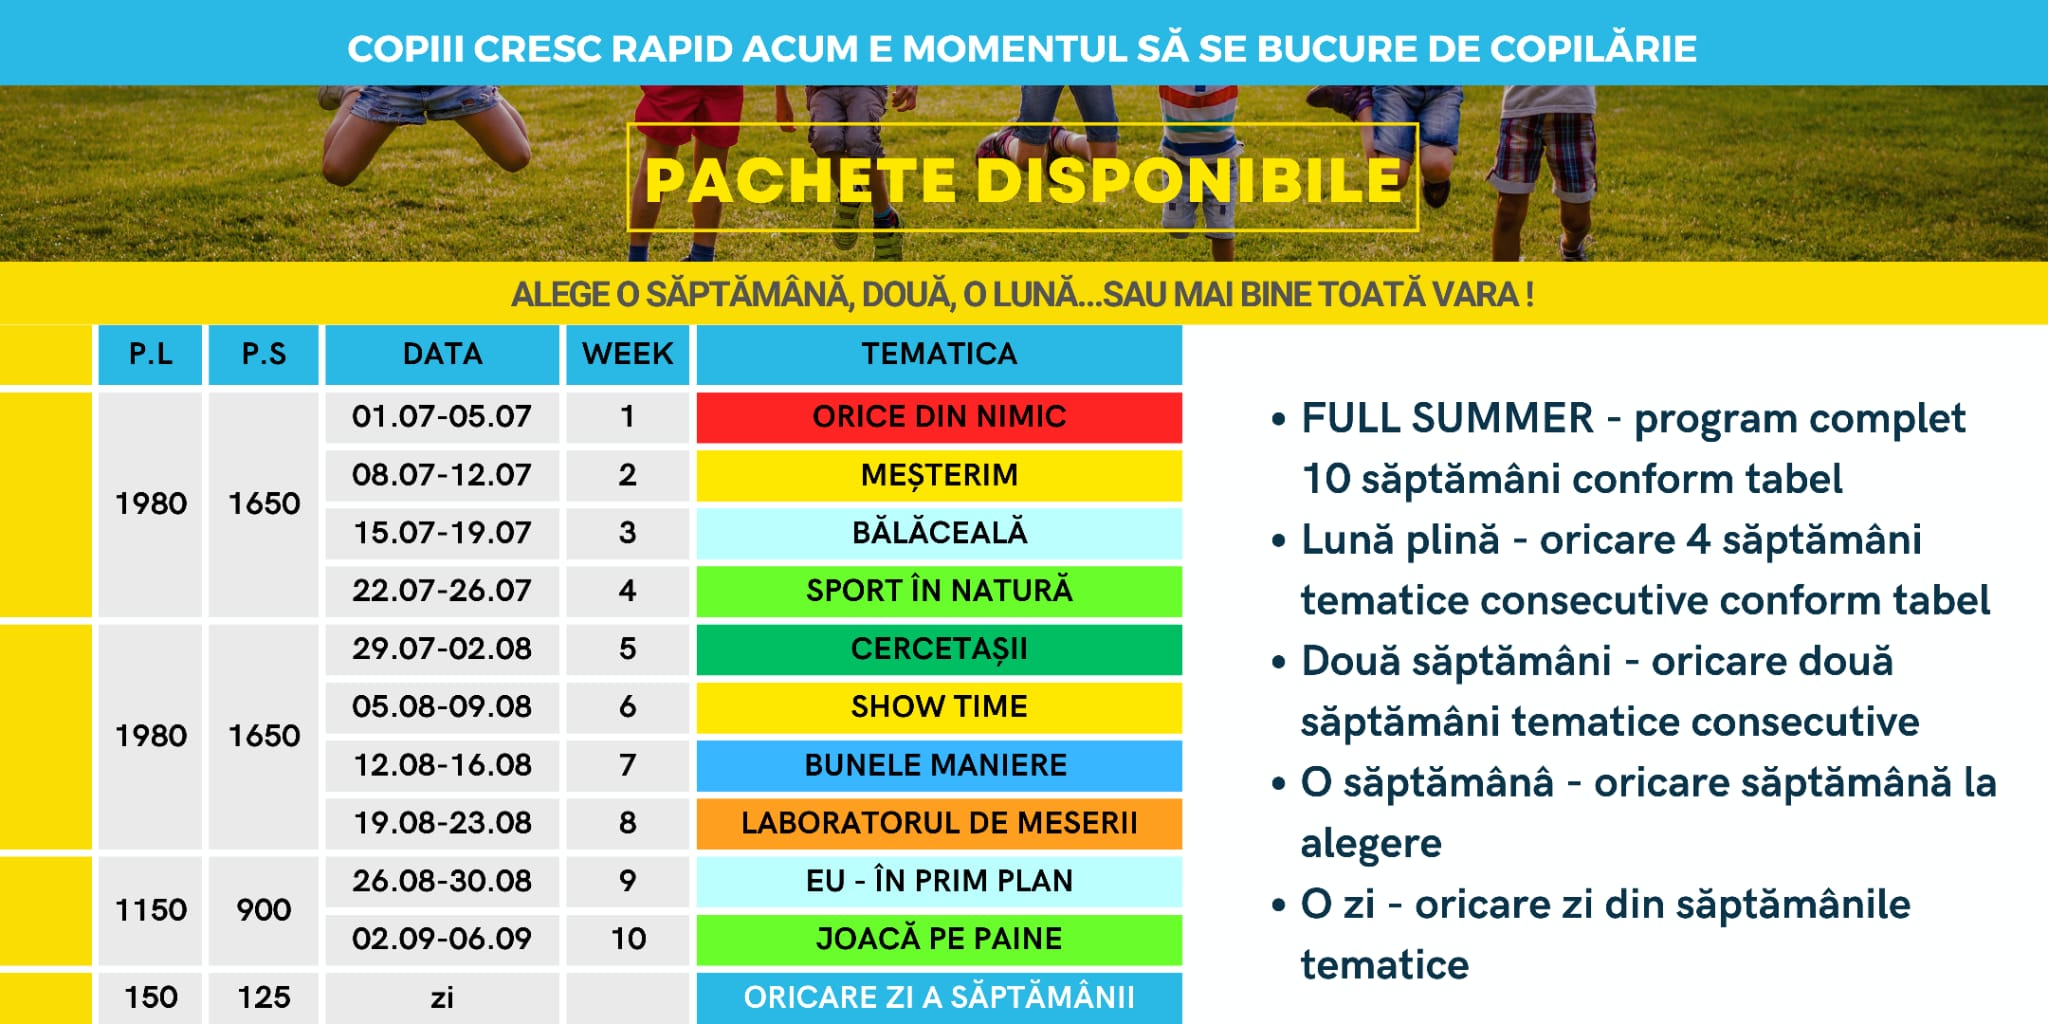 COPIII CRESC RAPID ACUM E MOMENTUL SĂ SE BUCURE DE COPILĂRIE
PACHETE DISPONIBILE
ALEGE O SĂPTĂMÂNĂ, DOUĂ, O LUNĂ...SAU MAI BINE TOATĂ VARA !
P.L P.S DATA WEEK TEMATICA
1980 1650
01.07-05.07 1 ORICE DIN NIMIC
08.07-12.07 2 MEȘTERIM
15.07-19.07 3 BĂLĂCEALĂ
22.07-26.07 4 SPORT ÎN NATURĂ
1980 1650
29.07-02.08 5 CERCETAȘII
05.08-09.08 6 SHOW TIME
12.08-16.08 7 BUNELE MANIERE
19.08-23.08 8 LABORATORUL DE MESERII
1150 900
26.08-30.08 9 EU - ÎN PRIM PLAN
02.09-06.09 10 JOACĂ PE PAINE
150 125 zi ORICARE ZI A SĂPTĂMÂNII
• FULL SUMMER - program complet
10 săptămâni conform tabel
• Lună plină - oricare 4 săptămâni
tematice consecutive conform tabel
• Două săptămâni - oricare două
săptămâni tematice consecutive
• O săptămânâ - oricare săptămână la
alegere
• O zi - oricare zi din săptămânile
tematice